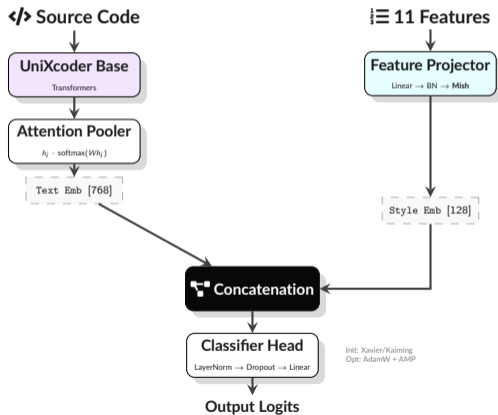 Source Code
11 Features
UniXcoder Base
Transformers
Feature Projector
Linear → BN → Mish
Attention Pooler
hᵢ · softmax(Whᵢ)
Text Emb [768]
Style Emb [128]
Concatenation
Classifier Head
LayerNorm → Dropout → Linear
Init: Xavier/Kaiming
Opt: AdamW + AMP
Output Logits